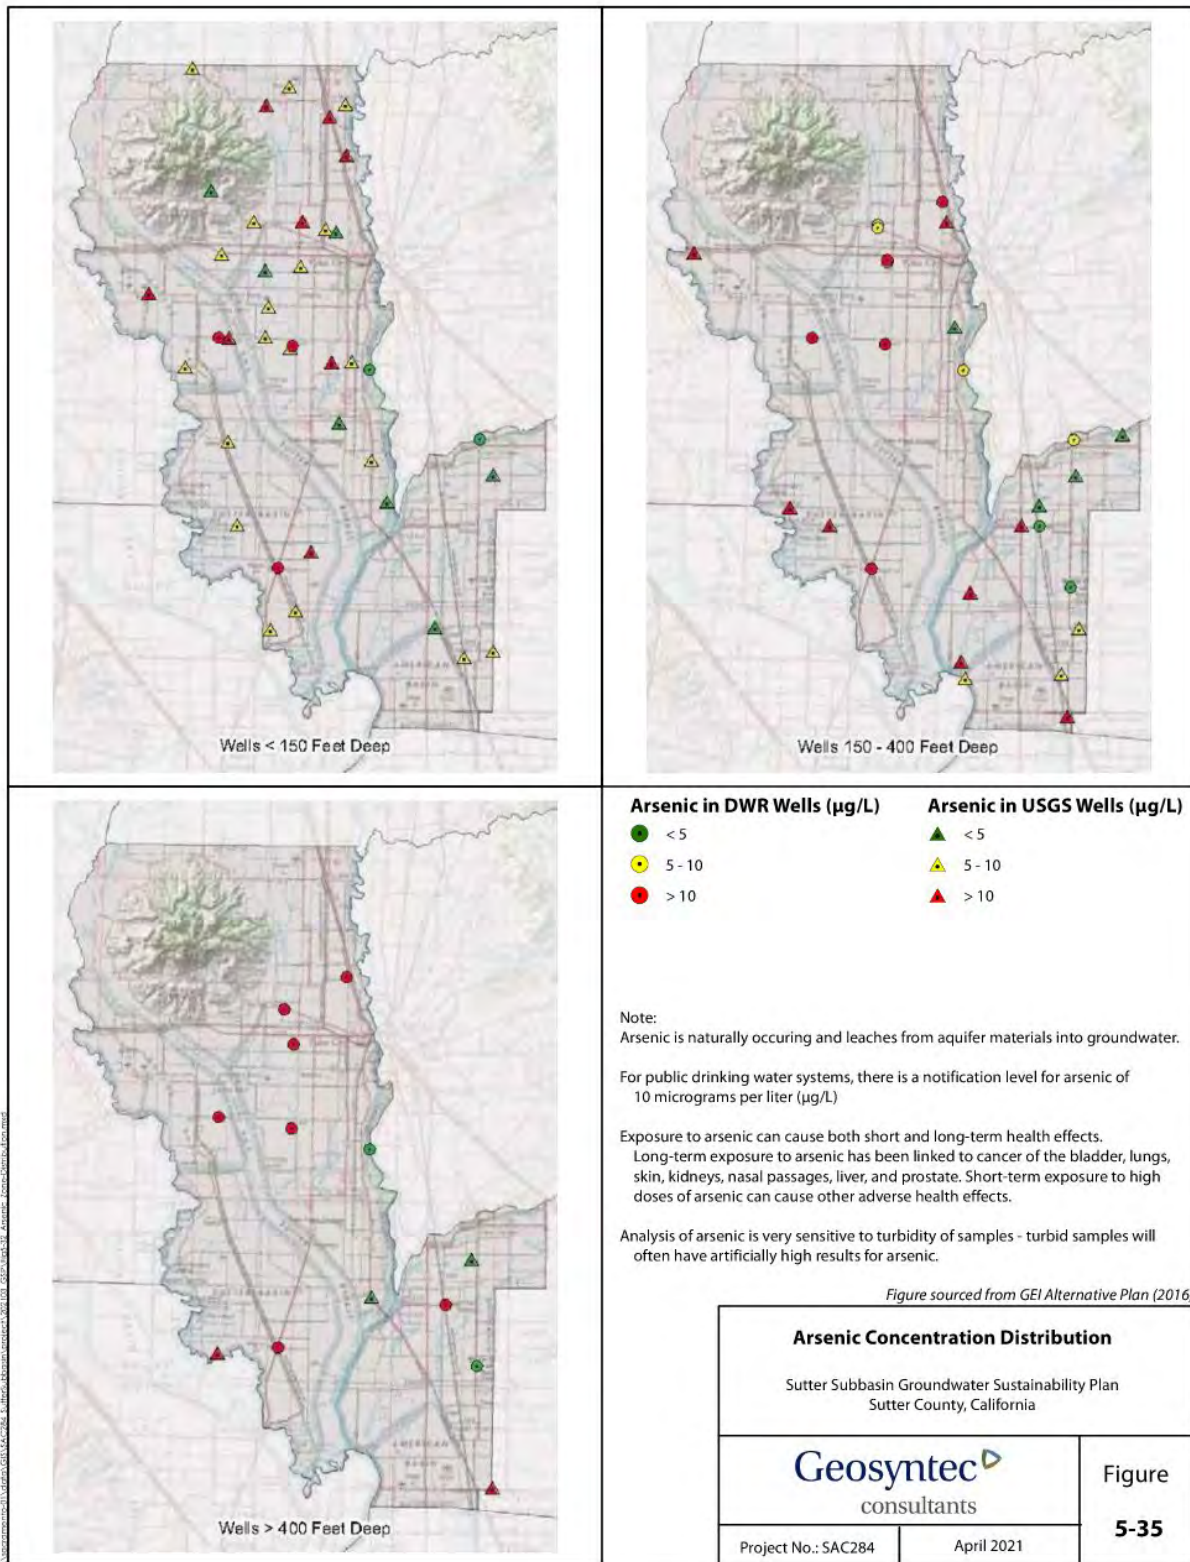 Wells < 150 Feet Deep
Wells 150 - 400 Feet Deep
AMERICAN
BASIN
AMERICAN
Arsenic in DWR Wells (µg/L)
< 5
5 - 10
> 10
Arsenic in USGS Wells (µg/L)
< 5
5 - 10
> 10
Note:
Arsenic is naturally occuring and leaches from aquifer materials into groundwater.
For public drinking water systems, there is a notification level for arsenic of
10 micrograms per liter (µg/L)
Exposure to arsenic can cause both short and long-term health effects.
Long-term exposure to arsenic has been linked to cancer of the bladder, lungs,
skin, kidneys, nasal passages, liver, and prostate. Short-term exposure to high
doses of arsenic can cause other adverse health effects.
Analysis of arsenic is very sensitive to turbidity of samples - turbid samples will
often have artificially high results for arsenic.
Figure sourced from GEI Alternative Plan (2016)
Wells > 400 Feet Deep
Arsenic Concentration Distribution
Sutter Subbasin Groundwater Sustainability Plan
Sutter County, California
Geosyntec
consultants
Figure
5-35
Project No.: SAC284
April 2021